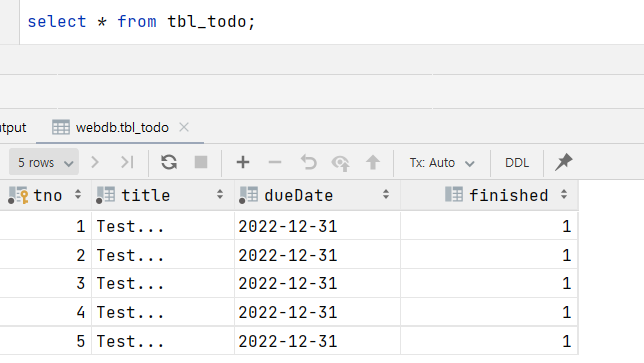 select * from tbl_todo;
tput webdb.tbl_todo
5 rows Tx: Auto DDL
tno title dueDate finished
1 Test... 2022-12-31 1
2 Test... 2022-12-31 1
3 Test... 2022-12-31 1
4 Test... 2022-12-31 1
5 Test... 2022-12-31 1